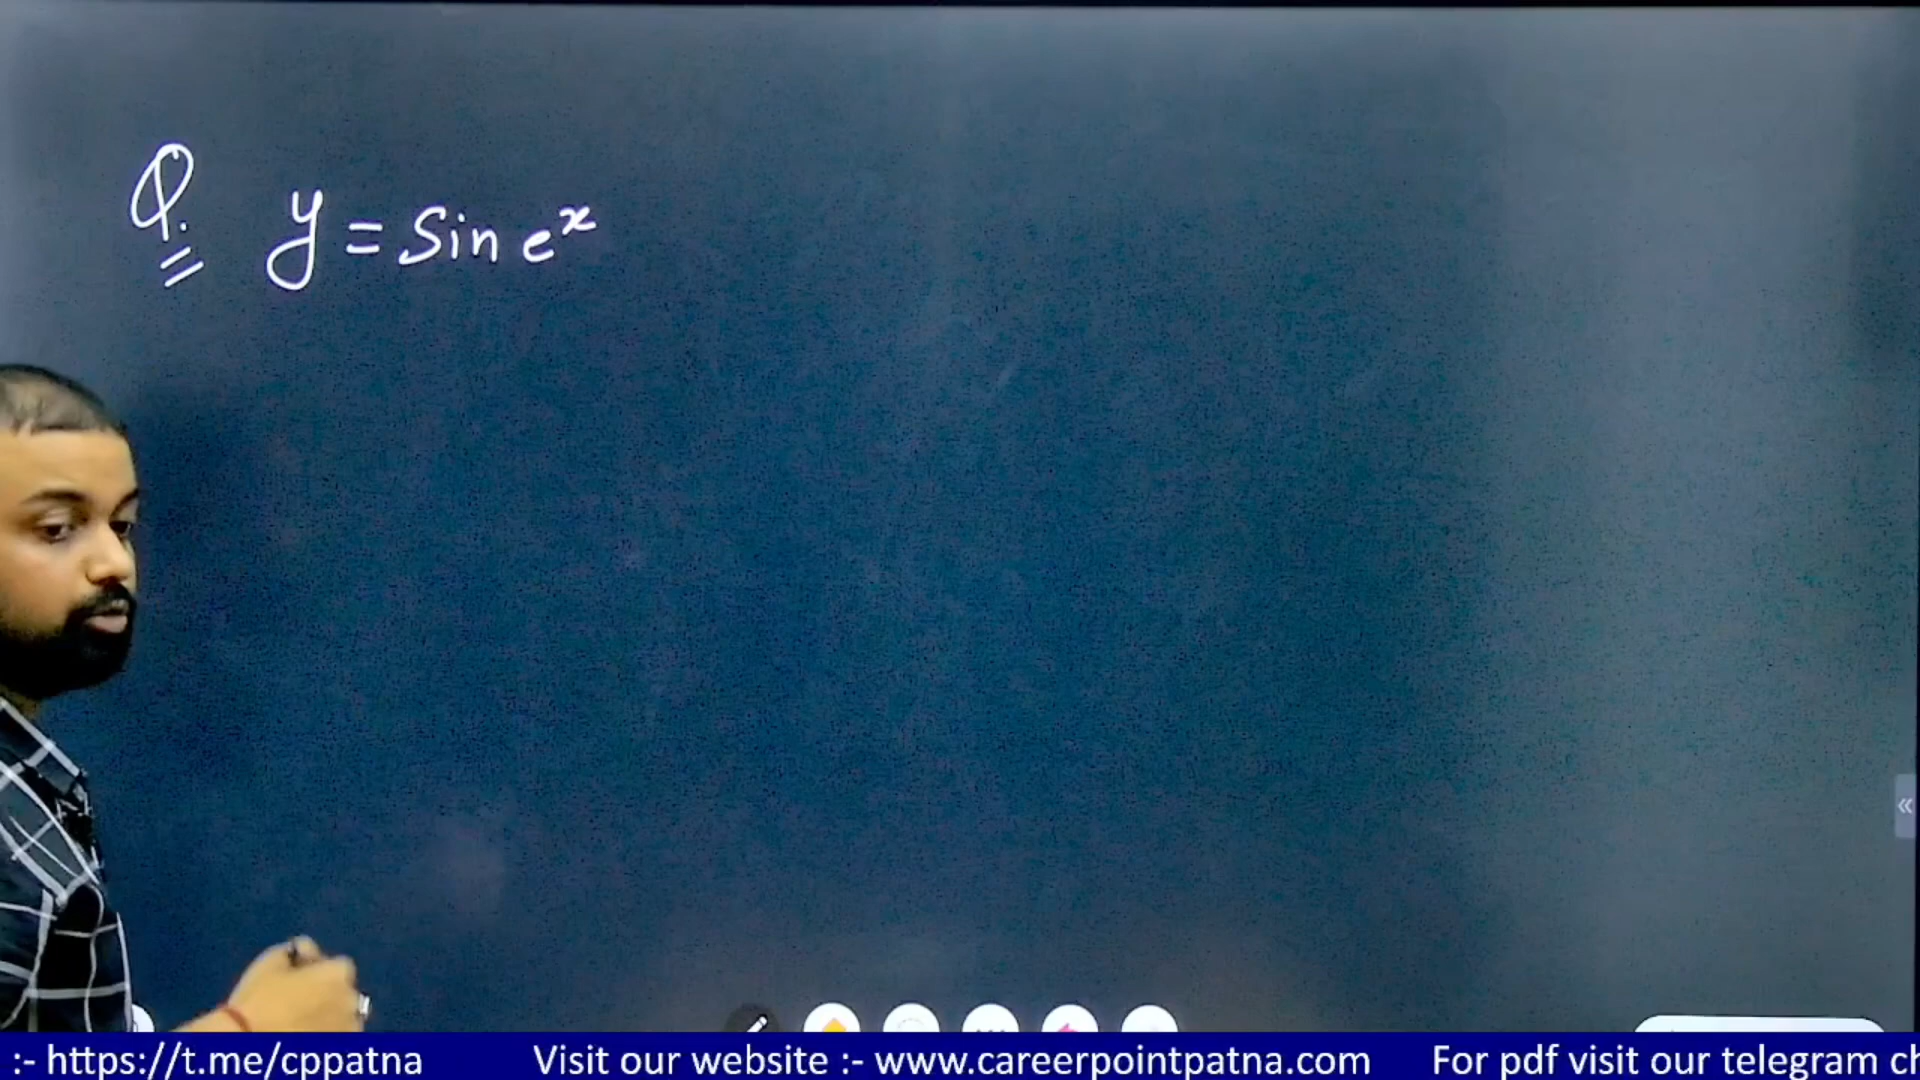 Q. y = Sin e^x
:- https://t.me/cppatna Visit our website :- www.careerpointpatna.com For pdf visit our telegram ch